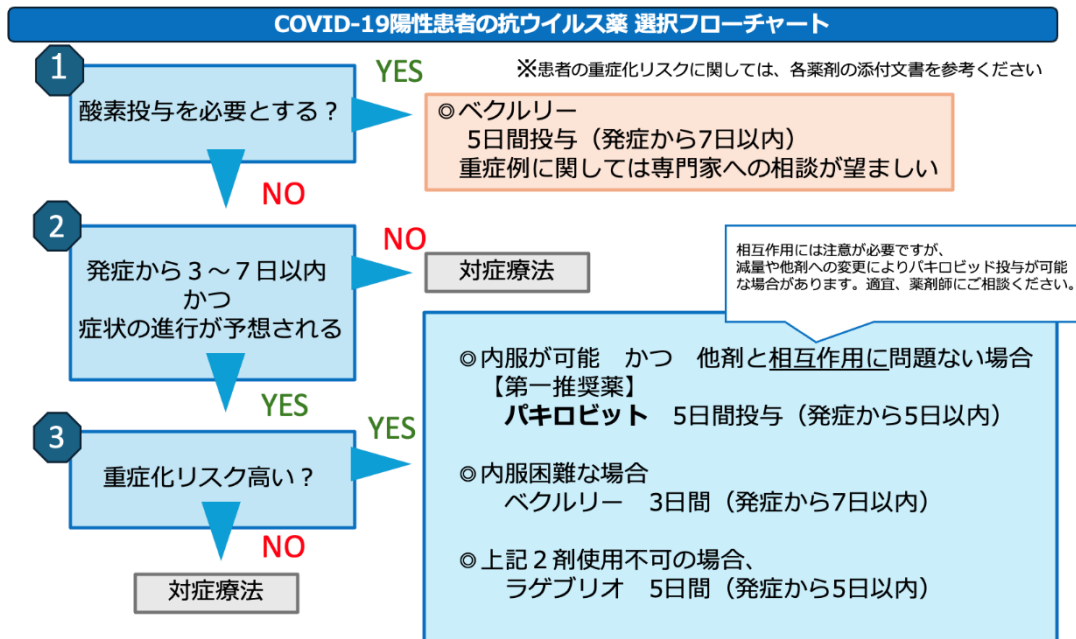 COVID-19陽性患者の抗ウイルス薬 選択フローチャート
1
酸素投与を必要とする？
YES
※患者の重症化リスクに関しては、各薬剤の添付文書を参考ください
◎ベクルリー
5日間投与（発症から7日以内）
重症例に関しては専門家への相談が望ましい
NO
2
発症から３～７日以内
かつ
症状の進行が予想される
NO
対症療法
相互作用には注意が必要ですが、
減量や他剤への変更によりパキロビッド投与が可能
な場合があります。適宜、薬剤師にご相談ください。
YES
3
重症化リスク高い？
YES
◎内服が可能　かつ　他剤と相互作用に問題ない場合
【第一推奨薬】
パキロビット　5日間投与（発症から5日以内）
◎内服困難な場合
ベクルリー　3日間（発症から7日以内）
◎上記２剤使用不可の場合、
ラゲブリオ　5日間（発症から5日以内）
NO
対症療法